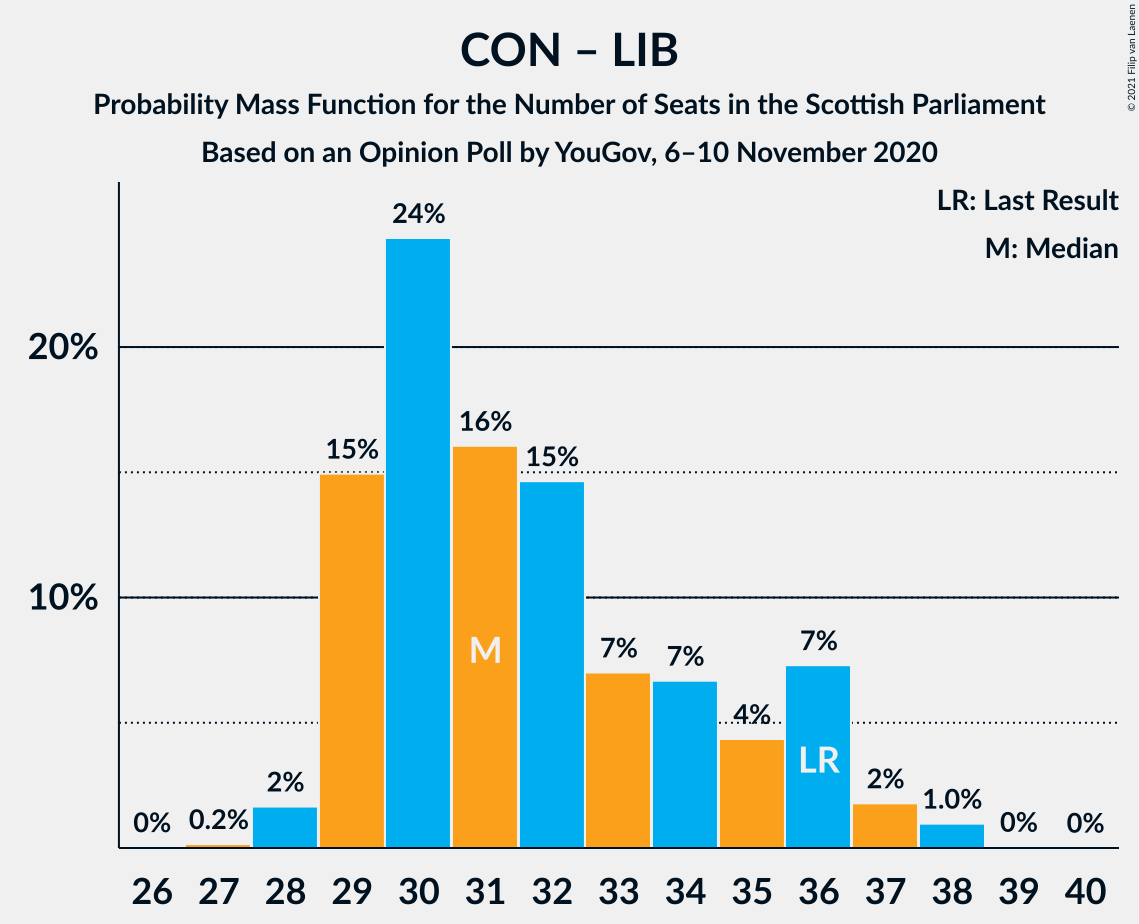 CON – LIB
Probability Mass Function for the Number of Seats in the Scottish Parliament
Based on an Opinion Poll by YouGov, 6–10 November 2020
© 2021 Filip van Laenen
LR: Last Result
M: Median
20%
10%
0%
0.2%
2%
15%
24%
16%
15%
7%
7%
4%
7%
2%
1.0%
0%
0%
M
LR
26 27 28 29 30 31 32 33 34 35 36 37 38 39 40